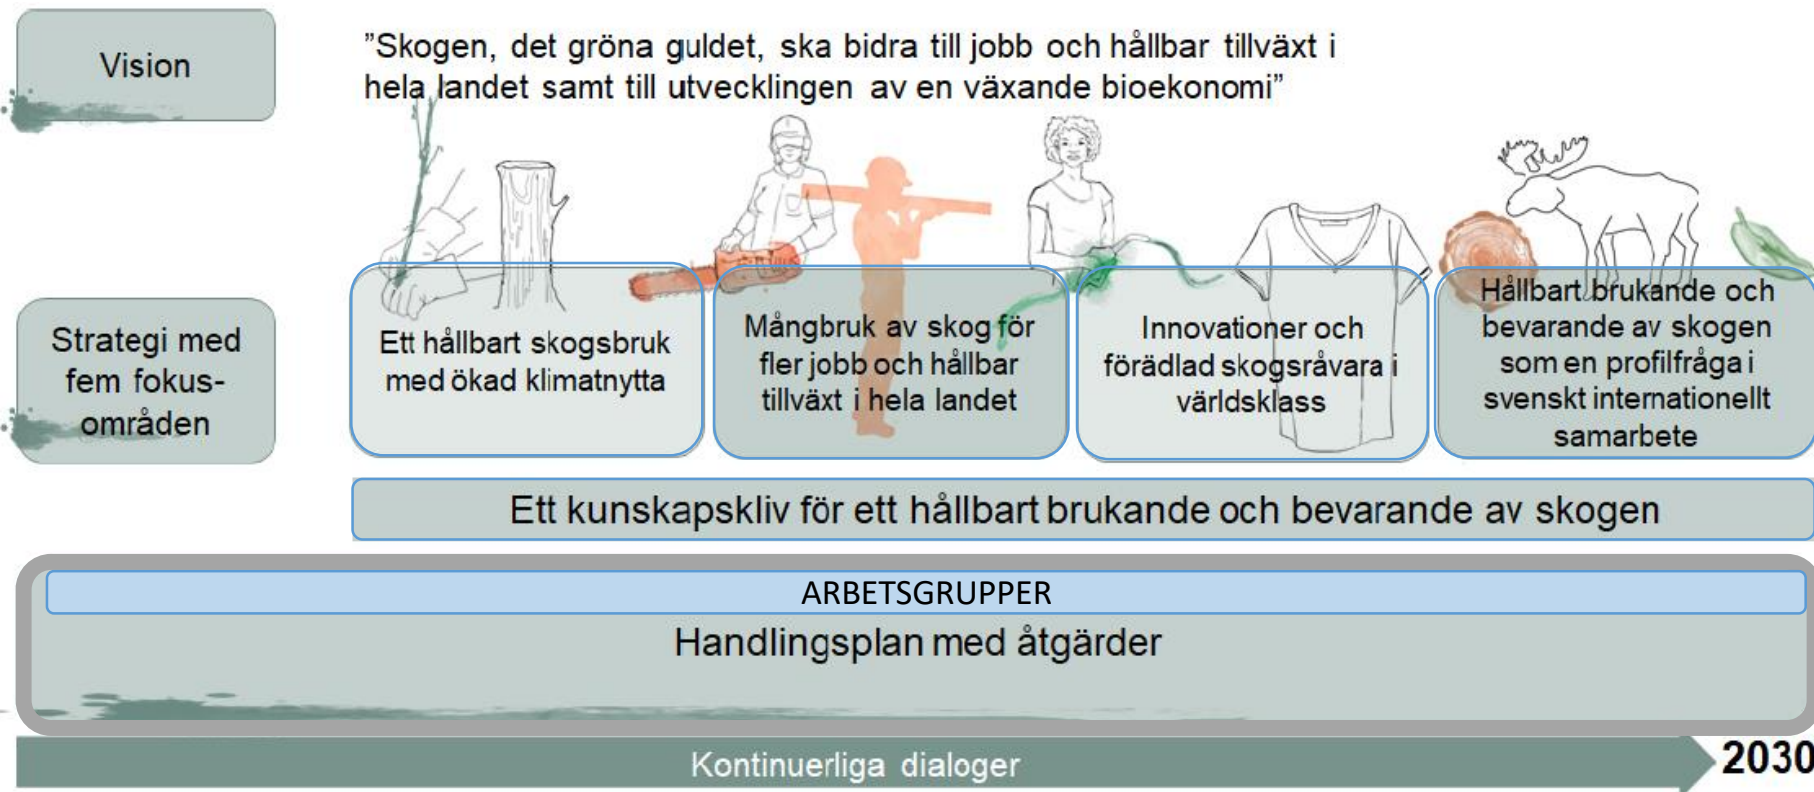 Vision
”Skogen, det gröna guldet, ska bidra till jobb och hållbar tillväxt i
hela landet samt till utvecklingen av en växande bioekonomi”
Strategi med
fem fokus-
områden
Ett hållbart skogsbruk
med ökad klimatnytta
Mångbruk av skog för
fler jobb och hållbar
tillväxt i hela landet
Innovationer och
förädlad skogsråvara i
världsklass
Hållbart brukande och
bevarande av skogen
som en profilfråga i
svenskt internationellt
samarbete
Ett kunskapskliv för ett hållbart brukande och bevarande av skogen
ARBETSGRUPPER
Handlingsplan med åtgärder
Kontinuerliga dialoger
2030